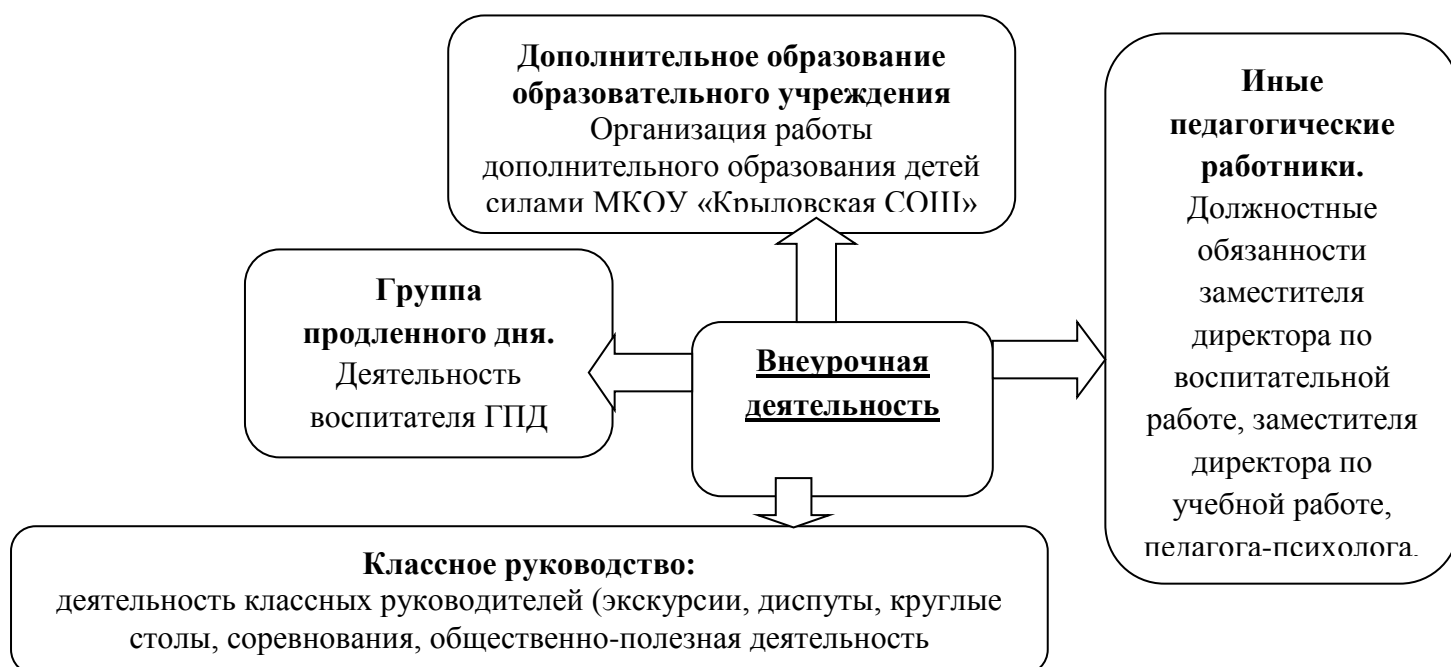 Дополнительное образование
образовательного учреждения
Организация работы
дополнительного образования детей
силами МКОУ «Крыловская СОШ»
Иные
педагогические
работники.
Должностные
обязанности
заместителя
директора по
воспитательной
работе, заместителя
директора по
учебной работе,
педагога-психолога,
Группа
продленного дня.
Деятельность
воспитателя ГПД
Внеурочная
деятельность
Классное руководство:
деятельность классных руководителей (экскурсии, диспуты, круглые
столы, соревнования, общественно-полезная деятельность